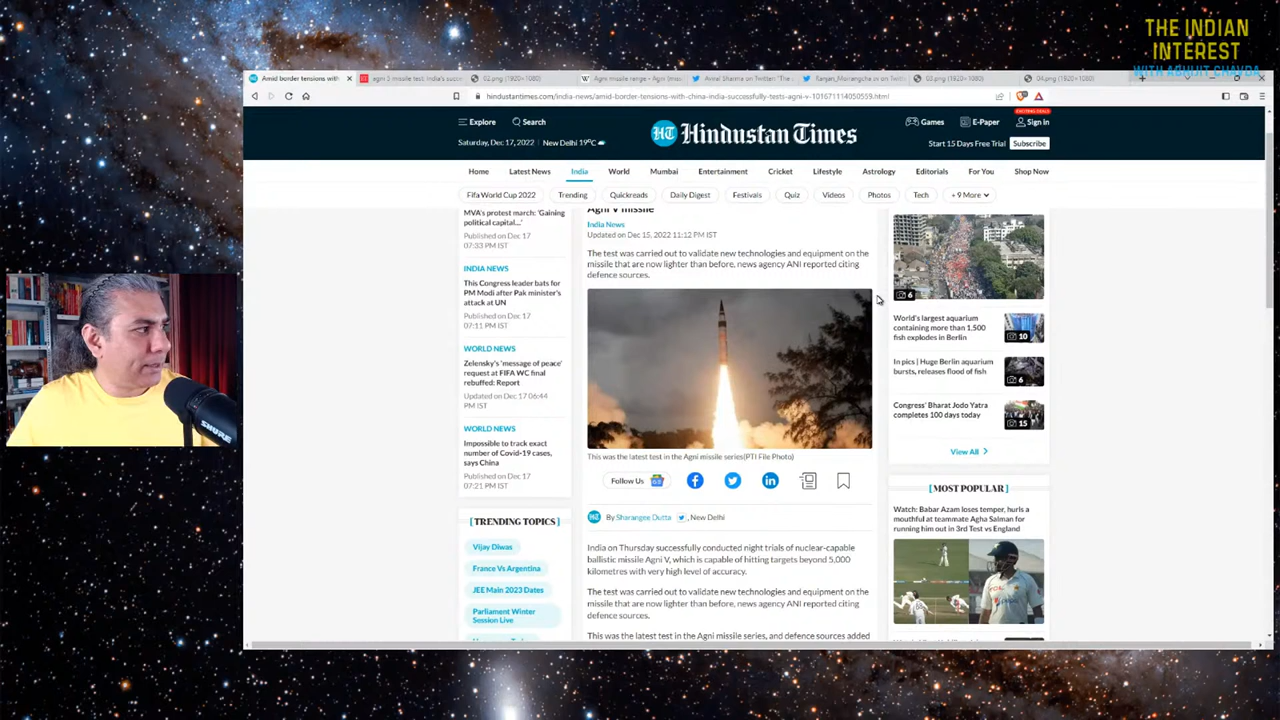 THE INDIAN
INTEREST
WITH ABHIJIT CHAVDA
Amid border tensions with
agni 5 missile test: India's succ
02.png (1920×1080)
Agni missile range - Agni (miss
Aviral Sharma on Twitter: "The
Ranjan_Mairangcha on Twitt
03.png (1920×1080)
04.png (1920×1080)
hindustantimes.com/india-news/amid-border-tensions-with-china-india-successfully-tests-agni-v-101671114050559.html
Explore
Search
Hindustan Times
Games
E-Paper
EXCITING DEALS
Sign in
Saturday, Dec 17, 2022
New Delhi 19°C
Start 15 Days Free Trial
Subscribe
Home
Latest News
India
World
Mumbai
Entertainment
Cricket
Lifestyle
Astrology
Editorials
For You
Shop Now
Fifa World Cup 2022
Trending
Quickreads
Daily Digest
Festivals
Quiz
Videos
Photos
Tech
+ 9 More
MVA's protest march: 'Gaining
political capital...'
Published on Dec 17
07:33 PM IST
INDIA NEWS
This Congress leader bats for
PM Modi after Pak minister's
attack at UN
Published on Dec 17
07:11 PM IST
WORLD NEWS
Zelensky's 'message of peace'
request at FIFA WC final
rebuffed: Report
Updated on Dec 17 06:44
PM IST
WORLD NEWS
Impossible to track exact
number of Covid-19 cases,
says China
Published on Dec 17
07:21 PM IST
[TRENDING TOPICS]
Vijay Diwas
France Vs Argentina
JEE Main 2023 Dates
Parliament Winter
Session Live
Agni V missile
India News
Updated on Dec 15, 2022 11:12 PM IST
The test was carried out to validate new technologies and equipment on the
missile that are now lighter than before, news agency ANI reported citing
defence sources.
This was the latest test in the Agni missile series(PTI File Photo)
Follow Us
By Sharangee Dutta
, New Delhi
India on Thursday successfully conducted night trials of nuclear-capable
ballistic missile Agni V, which is capable of hitting targets beyond 5,000
kilometres with very high level of accuracy.
The test was carried out to validate new technologies and equipment on the
missile that are now lighter than before, news agency ANI reported citing
defence sources.
This was the latest test in the Agni missile series, and defence sources added
6
World's largest aquarium
containing more than 1,500
fish explodes in Berlin
10
In pics | Huge Berlin aquarium
bursts, releases flood of fish
6
Congress' Bharat Jodo Yatra
completes 100 days today
15
View All
[MOST POPULAR]
Watch: Babar Azam loses temper, hurls a
mouthful at teammate Agha Salman for
running him out in 3rd Test vs England
SHURE